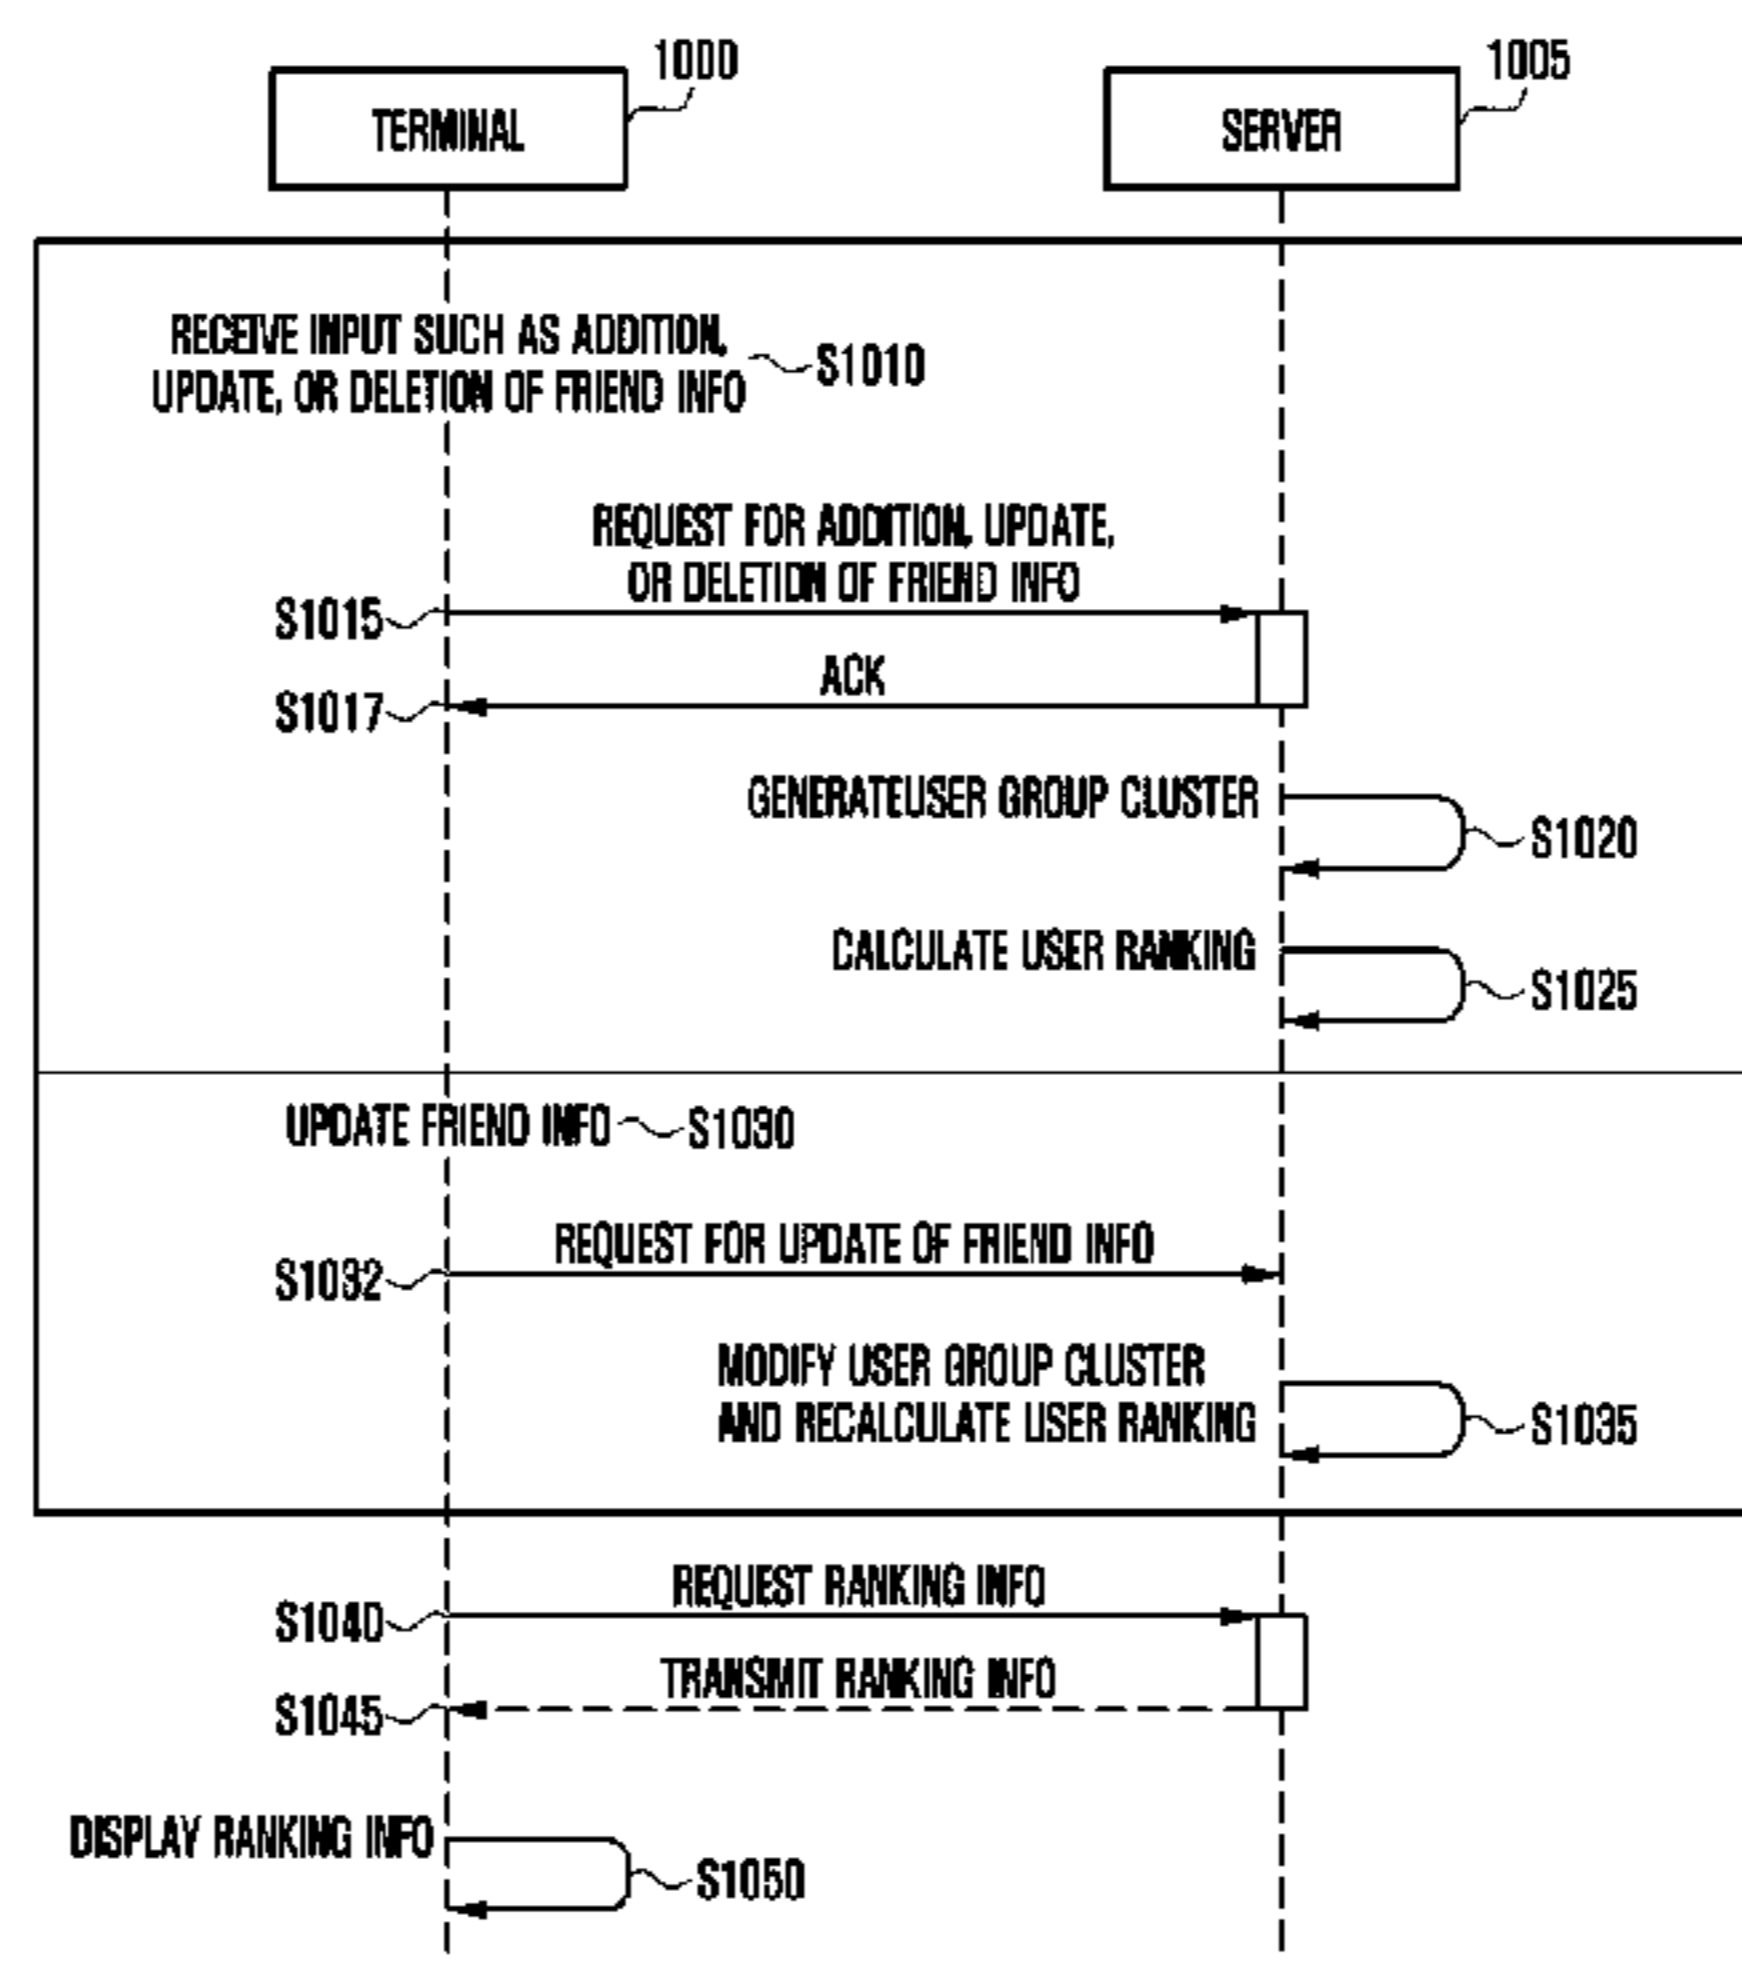 1000
1005
TERMINAL
SERVER
RECEIVE INPUT SUCH AS ADDITION,
UPDATE, OR DELETION OF FRIEND INFO
S1010
REQUEST FOR ADDITION, UPDATE,
OR DELETION OF FRIEND INFO
S1015
ACK
S1017
GENERATEUSER GROUP CLUSTER
S1020
CALCULATE USER RANKING
S1025
UPDATE FRIEND INFO
S1030
REQUEST FOR UPDATE OF FRIEND INFO
S1032
MODIFY USER GROUP CLUSTER
AND RECALCULATE USER RANKING
S1035
REQUEST RANKING INFO
S1040
TRANSMIT RANKING INFO
S1045
DISPLAY RANKING INFO
S1050